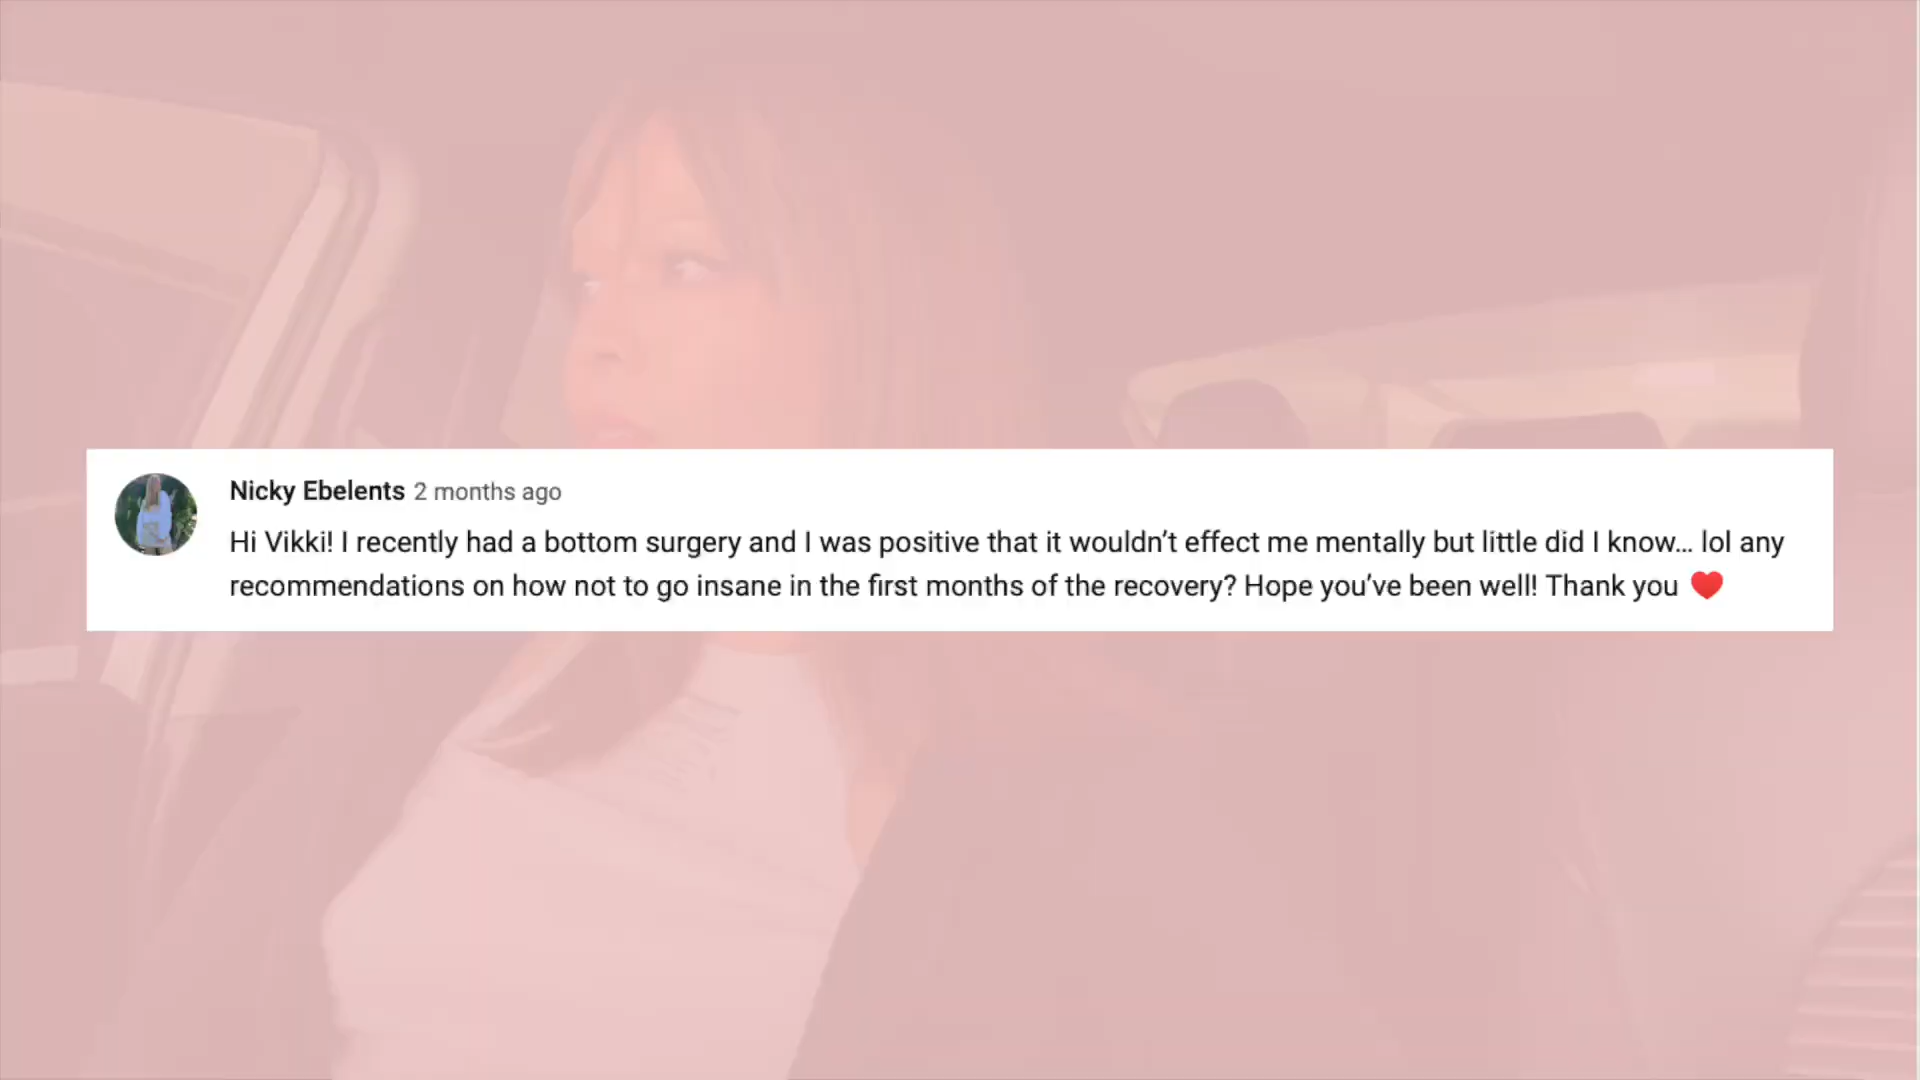 Nicky Ebelents 2 months ago
Hi Vikki! I recently had a bottom surgery and I was positive that it wouldn’t effect me mentally but little did I know... lol any
recommendations on how not to go insane in the first months of the recovery? Hope you’ve been well! Thank you ❤️